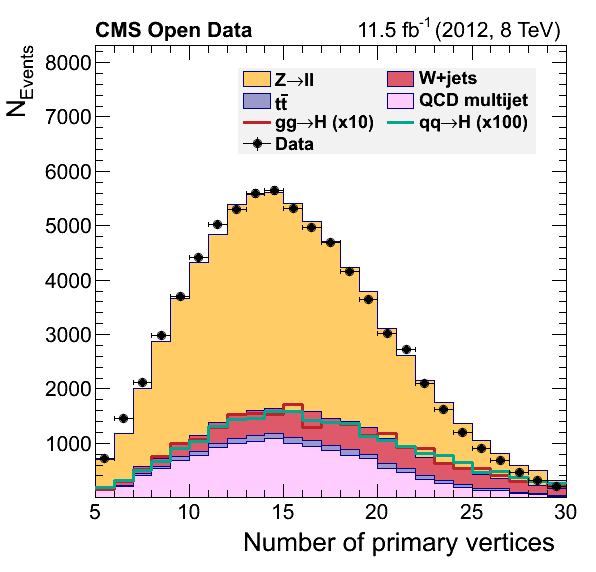 CMS Open Data 11.5 fb⁻¹ (2012, 8 TeV)
N_Events
8000
7000
6000
5000
4000
3000
2000
1000
Z→ll W+jets
tt̄ QCD multijet
gg→H (x10) qq→H (x100)
Data
5 10 15 20 25 30
Number of primary vertices